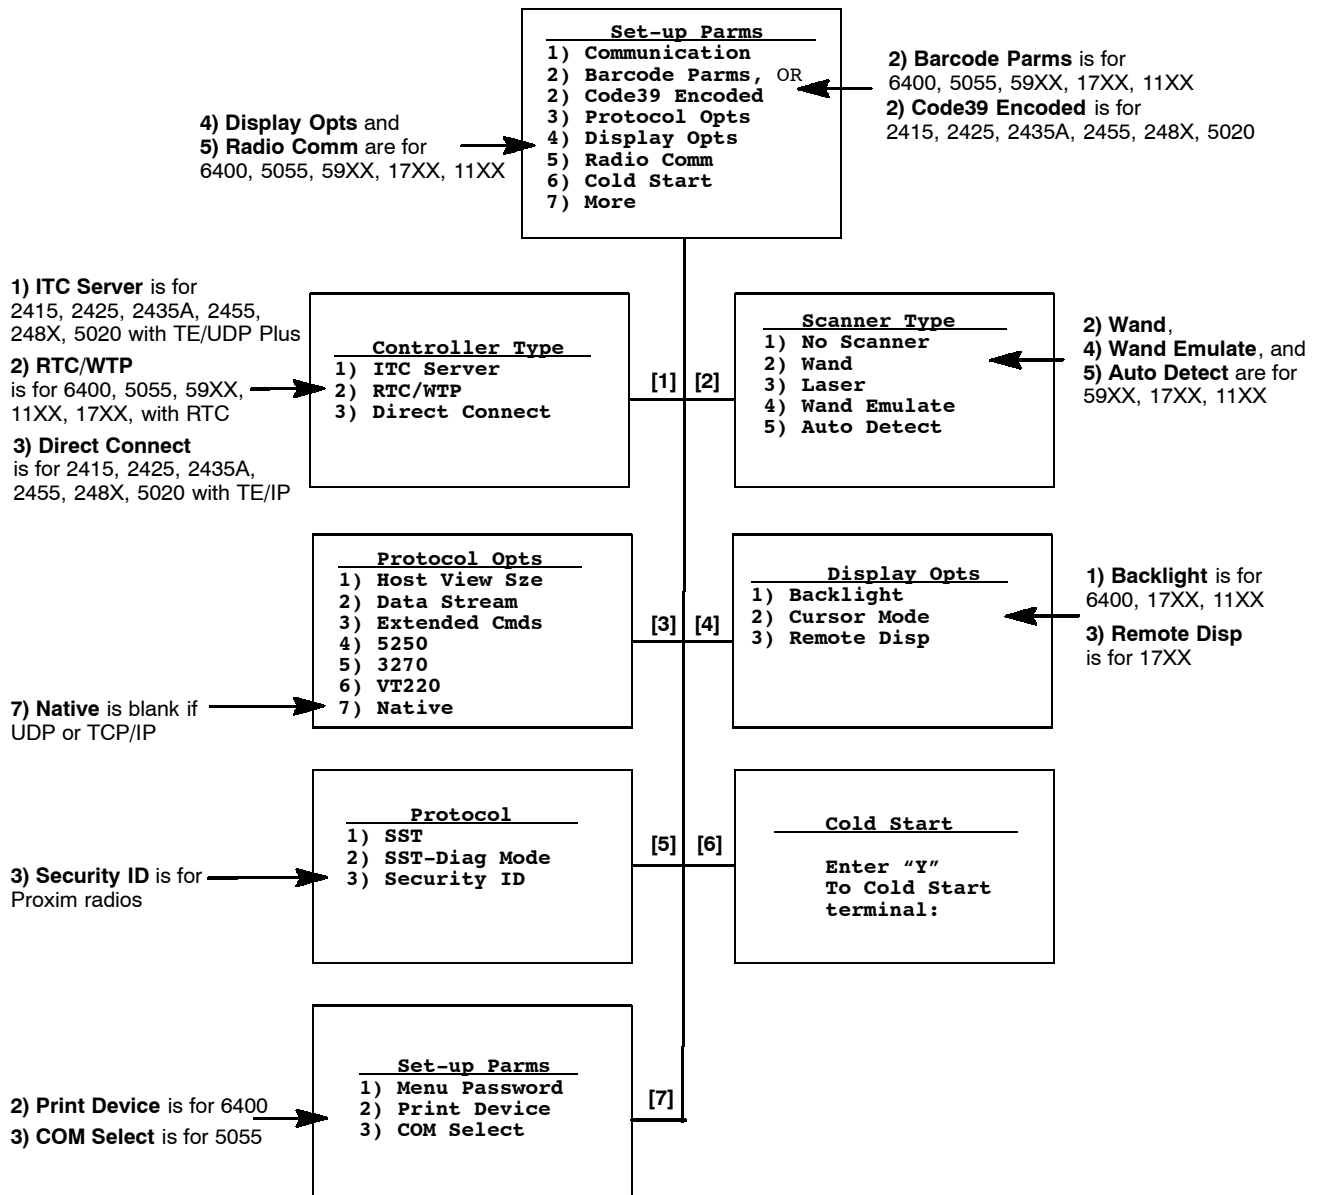 Set-up Parms
1) Communication
2) Barcode Parms, OR
2) Code39 Encoded
3) Protocol Opts
4) Display Opts
5) Radio Comm
6) Cold Start
7) More
2) Barcode Parms is for
6400, 5055, 59XX, 17XX, 11XX
2) Code39 Encoded is for
2415, 2425, 2435A, 2455, 248X, 5020
4) Display Opts and
5) Radio Comm are for
6400, 5055, 59XX, 17XX, 11XX
1) ITC Server is for
2415, 2425, 2435A, 2455,
248X, 5020 with TE/UDP Plus
2) RTC/WTP
is for 6400, 5055, 59XX,
11XX, 17XX, with RTC
3) Direct Connect
is for 2415, 2425, 2435A,
2455, 248X, 5020 with TE/IP
Controller Type
1) ITC Server
2) RTC/WTP
3) Direct Connect
[1] [2]
Scanner Type
1) No Scanner
2) Wand
3) Laser
4) Wand Emulate
5) Auto Detect
2) Wand,
4) Wand Emulate, and
5) Auto Detect are for
59XX, 17XX, 11XX
Protocol Opts
1) Host View Sze
2) Data Stream
3) Extended Cmds
4) 5250
5) 3270
6) VT220
7) Native
7) Native is blank if
UDP or TCP/IP
[3] [4]
Display Opts
1) Backlight
2) Cursor Mode
3) Remote Disp
1) Backlight is for
6400, 17XX, 11XX
3) Remote Disp
is for 17XX
Protocol
1) SST
2) SST-Diag Mode
3) Security ID
3) Security ID is for
Proxim radios
[5] [6]
Cold Start
Enter “Y”
To Cold Start
terminal:
Set-up Parms
1) Menu Password
2) Print Device
3) COM Select
2) Print Device is for 6400
3) COM Select is for 5055
[7]